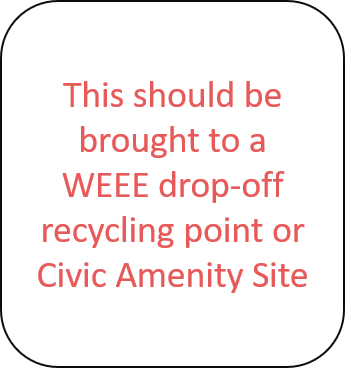 This should be
brought to a
WEEE drop-off
recycling point or
Civic Amenity Site